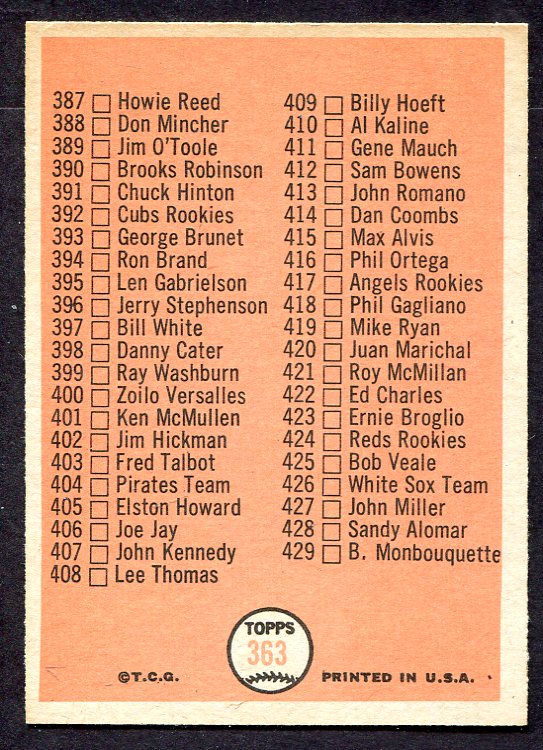 387 Howie Reed
388 Don Mincher
389 Jim O'Toole
390 Brooks Robinson
391 Chuck Hinton
392 Cubs Rookies
393 George Brunet
394 Ron Brand
395 Len Gabrielson
396 Jerry Stephenson
397 Bill White
398 Danny Cater
399 Ray Washburn
400 Zoilo Versalles
401 Ken McMullen
402 Jim Hickman
403 Fred Talbot
404 Pirates Team
405 Elston Howard
406 Joe Jay
407 John Kennedy
408 Lee Thomas
409 Billy Hoeft
410 Al Kaline
411 Gene Mauch
412 Sam Bowens
413 John Romano
414 Dan Coombs
415 Max Alvis
416 Phil Ortega
417 Angels Rookies
418 Phil Gagliano
419 Mike Ryan
420 Juan Marichal
421 Roy McMillan
422 Ed Charles
423 Ernie Broglio
424 Reds Rookies
425 Bob Veale
426 White Sox Team
427 John Miller
428 Sandy Alomar
429 B. Monbouquette
TOPPS
363
©T.C.G.
PRINTED IN U.S.A.